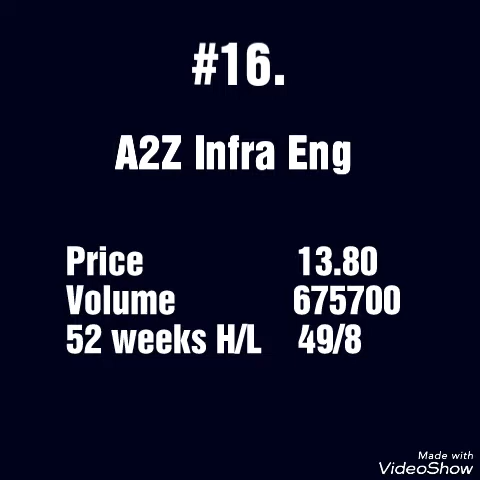 #16.
A2Z Infra Eng
Price 13.80
Volume 675700
52 weeks H/L 49/8
Made with
VideoShow